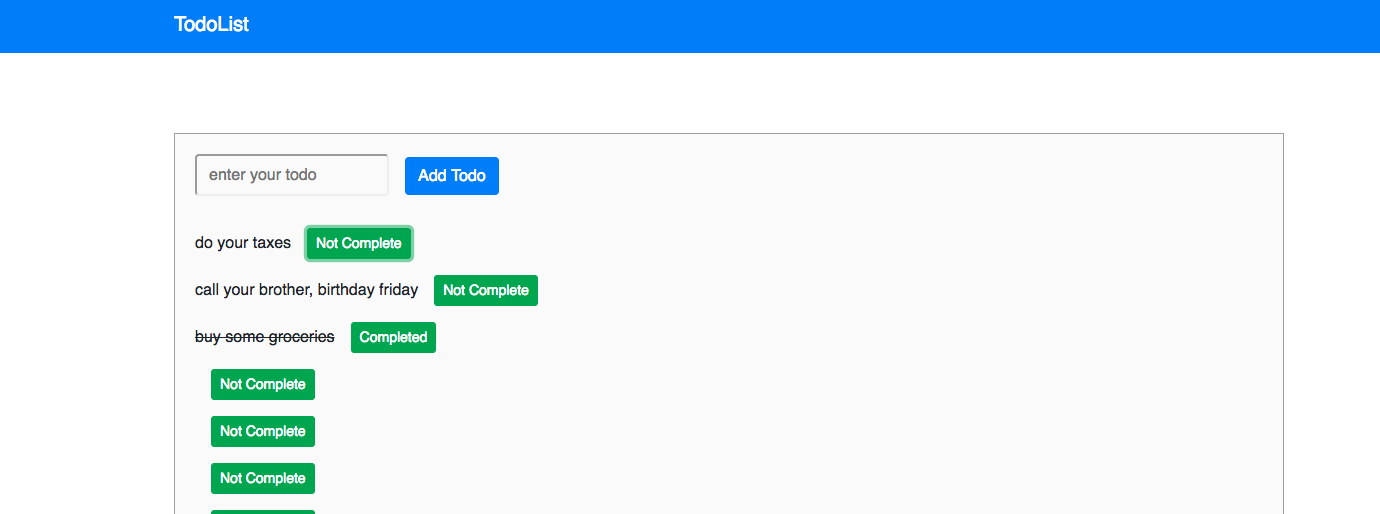 TodoList
enter your todo Add Todo
do your taxes Not Complete
call your brother, birthday friday Not Complete
buy some groceries Completed
Not Complete
Not Complete
Not Complete